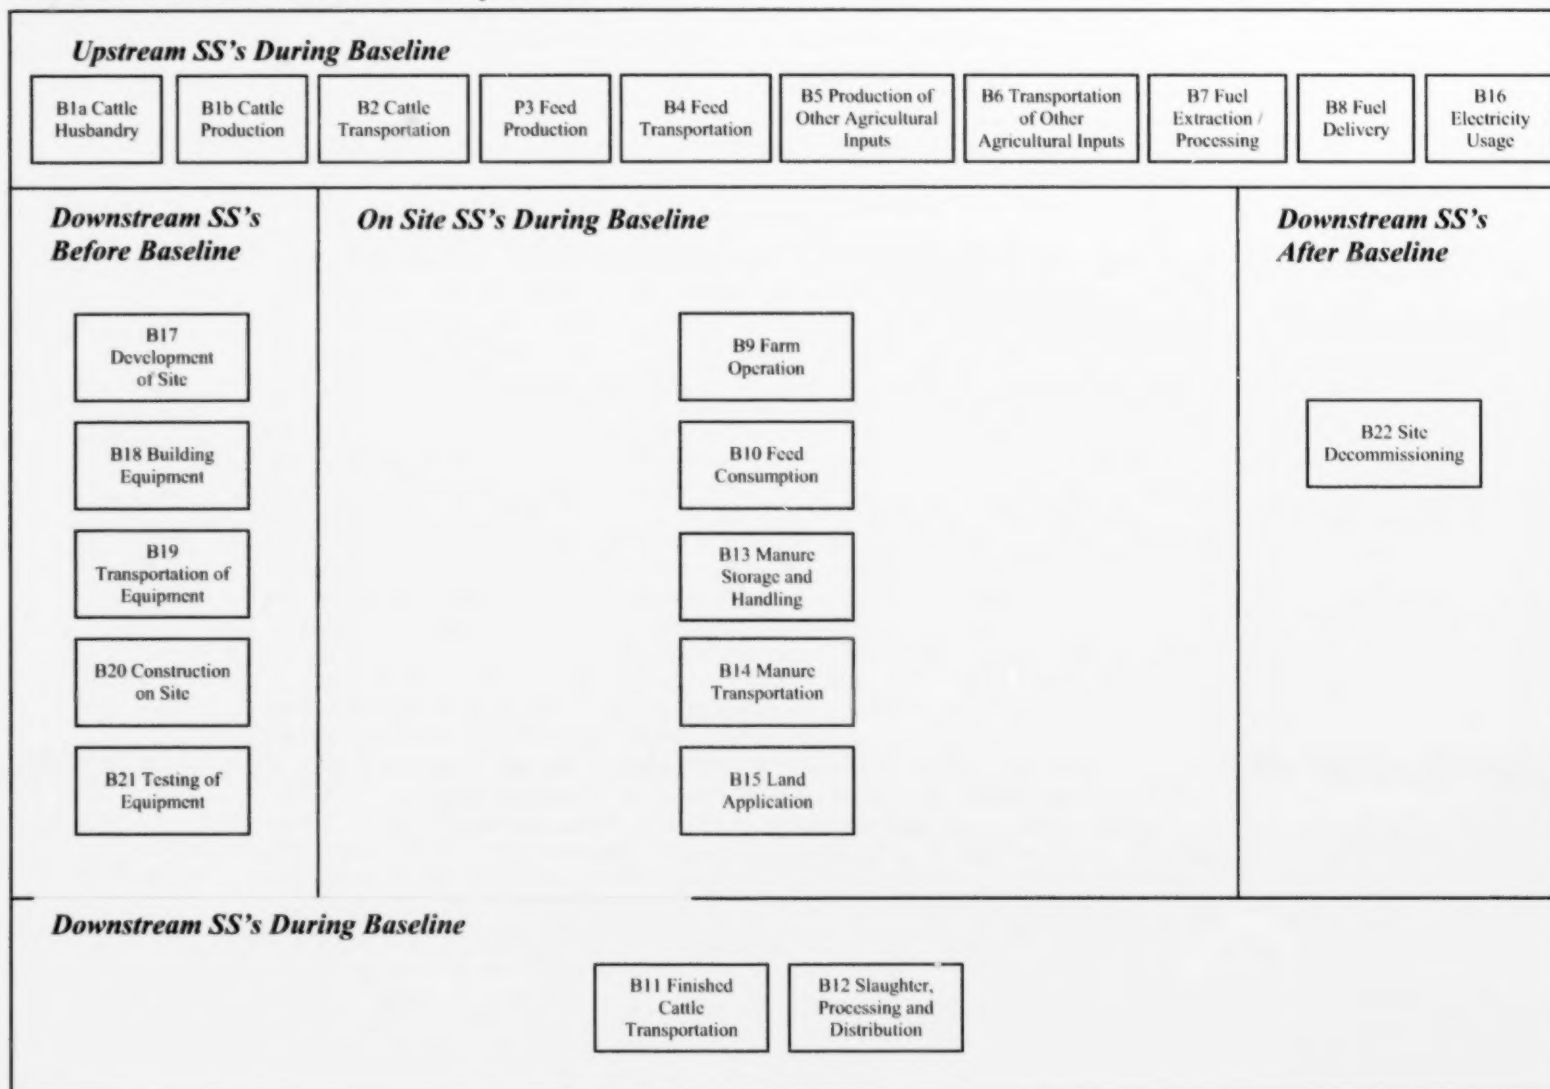 Upstream SS's During Baseline
B1a Cattle
Husbandry
B1b Cattle
Production
B2 Cattle
Transportation
P3 Feed
Production
B4 Feed
Transportation
B5 Production of
Other Agricultural
Inputs
B6 Transportation
of Other
Agricultural Inputs
B7 Fuel
Extraction /
Processing
B8 Fuel
Delivery
B16
Electricity
Usage
Downstream SS's
Before Baseline
B17
Development
of Site
B18 Building
Equipment
B19
Transportation of
Equipment
B20 Construction
on Site
B21 Testing of
Equipment
On Site SS's During Baseline
B9 Farm
Operation
B10 Feed
Consumption
B13 Manure
Storage and
Handling
B14 Manure
Transportation
B15 Land
Application
Downstream SS's
After Baseline
B22 Site
Decommissioning
Downstream SS's During Baseline
B11 Finished
Cattle
Transportation
B12 Slaughter,
Processing and
Distribution